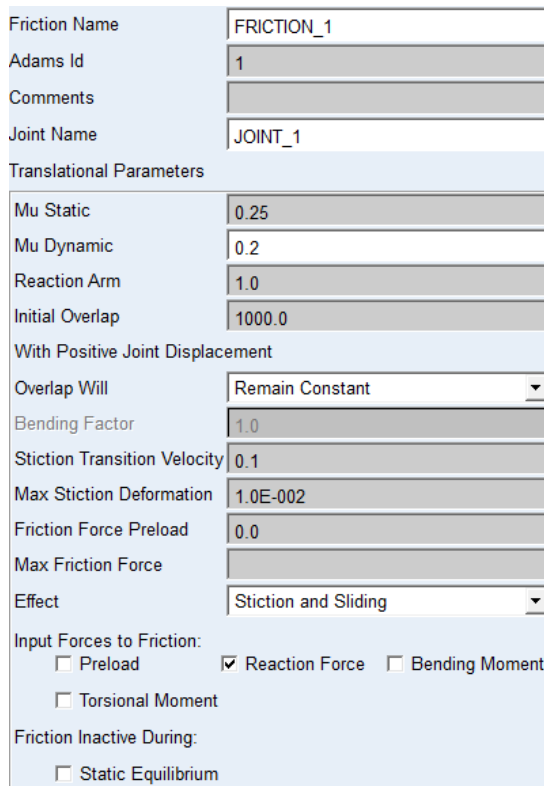 Friction Name FRICTION_1
Adams Id 1
Comments
Joint Name JOINT_1
Translational Parameters
Mu Static 0.25
Mu Dynamic 0.2
Reaction Arm 1.0
Initial Overlap 1000.0
With Positive Joint Displacement
Overlap Will Remain Constant
Bending Factor 1.0
Stiction Transition Velocity 0.1
Max Stiction Deformation 1.0E-002
Friction Force Preload 0.0
Max Friction Force
Effect Stiction and Sliding
Input Forces to Friction:
Preload Reaction Force Bending Moment
Torsional Moment
Friction Inactive During:
Static Equilibrium